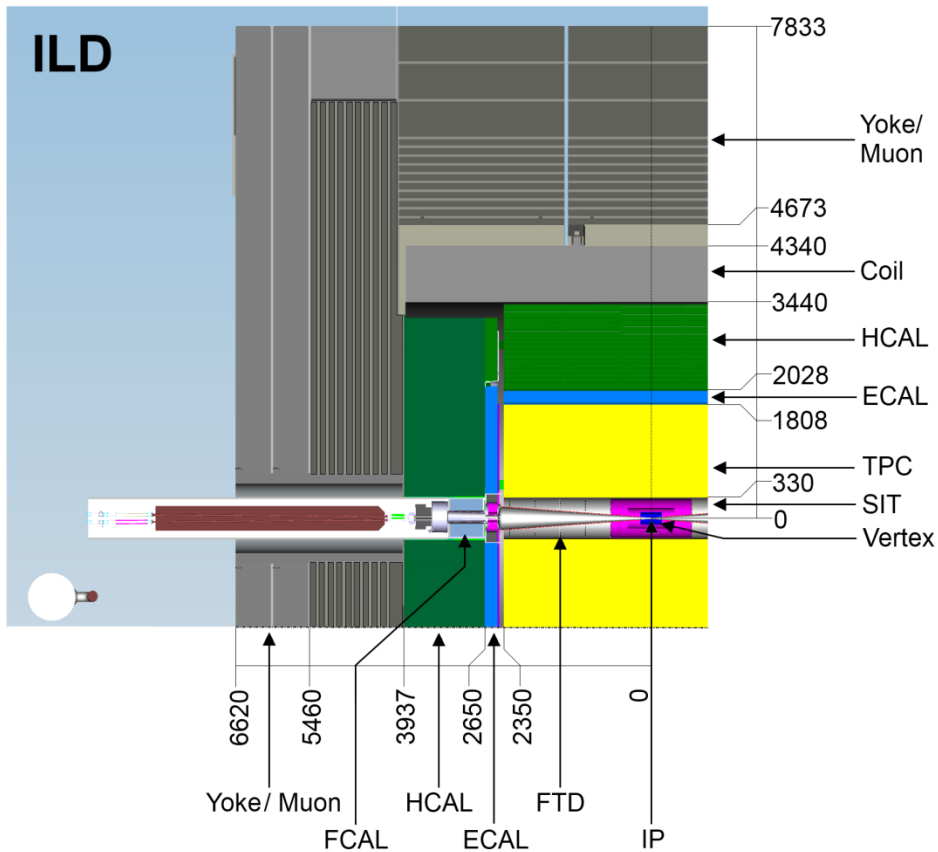 ILD
7833
Yoke/
Muon
4673
4340
Coil
3440
HCAL
2028
ECAL
1808
TPC
330
SIT
0
Vertex
6620
5460
3937
2650
2350
0
Yoke/ Muon
HCAL
FTD
FCAL
ECAL
IP